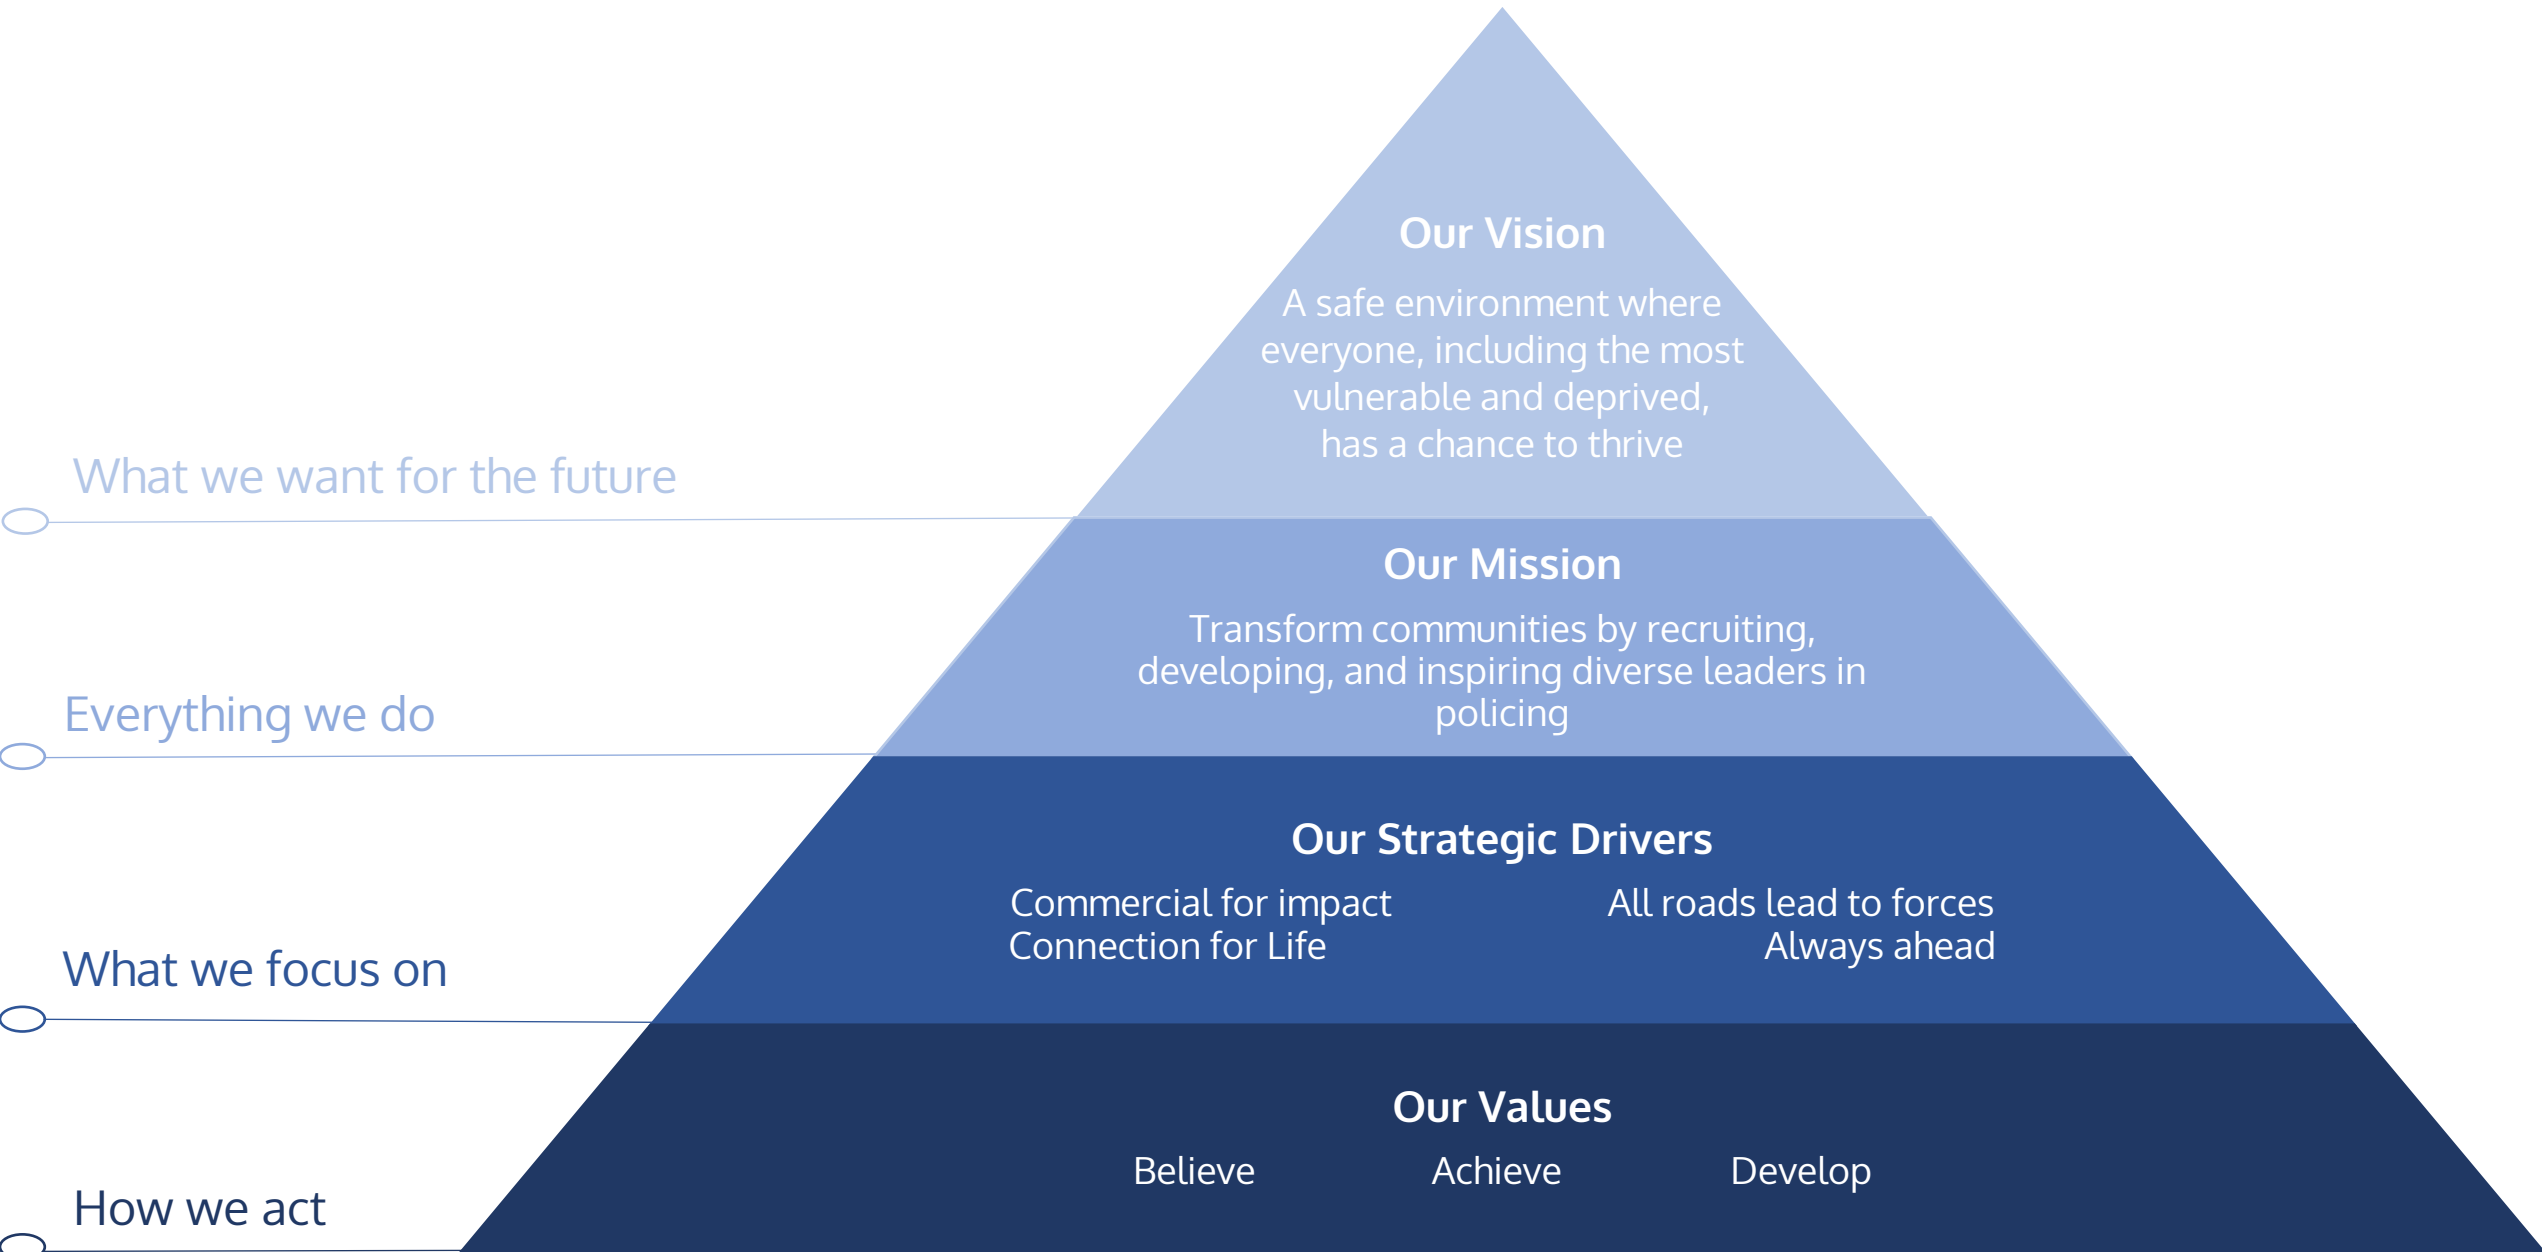 Our Vision
A safe environment where
everyone, including the most
vulnerable and deprived,
has a chance to thrive
What we want for the future
Our Mission
Transform communities by recruiting,
developing, and inspiring diverse leaders in
policing
Everything we do
Our Strategic Drivers
Commercial for impact All roads lead to forces
Connection for Life Always ahead
What we focus on
Our Values
Believe Achieve Develop
How we act